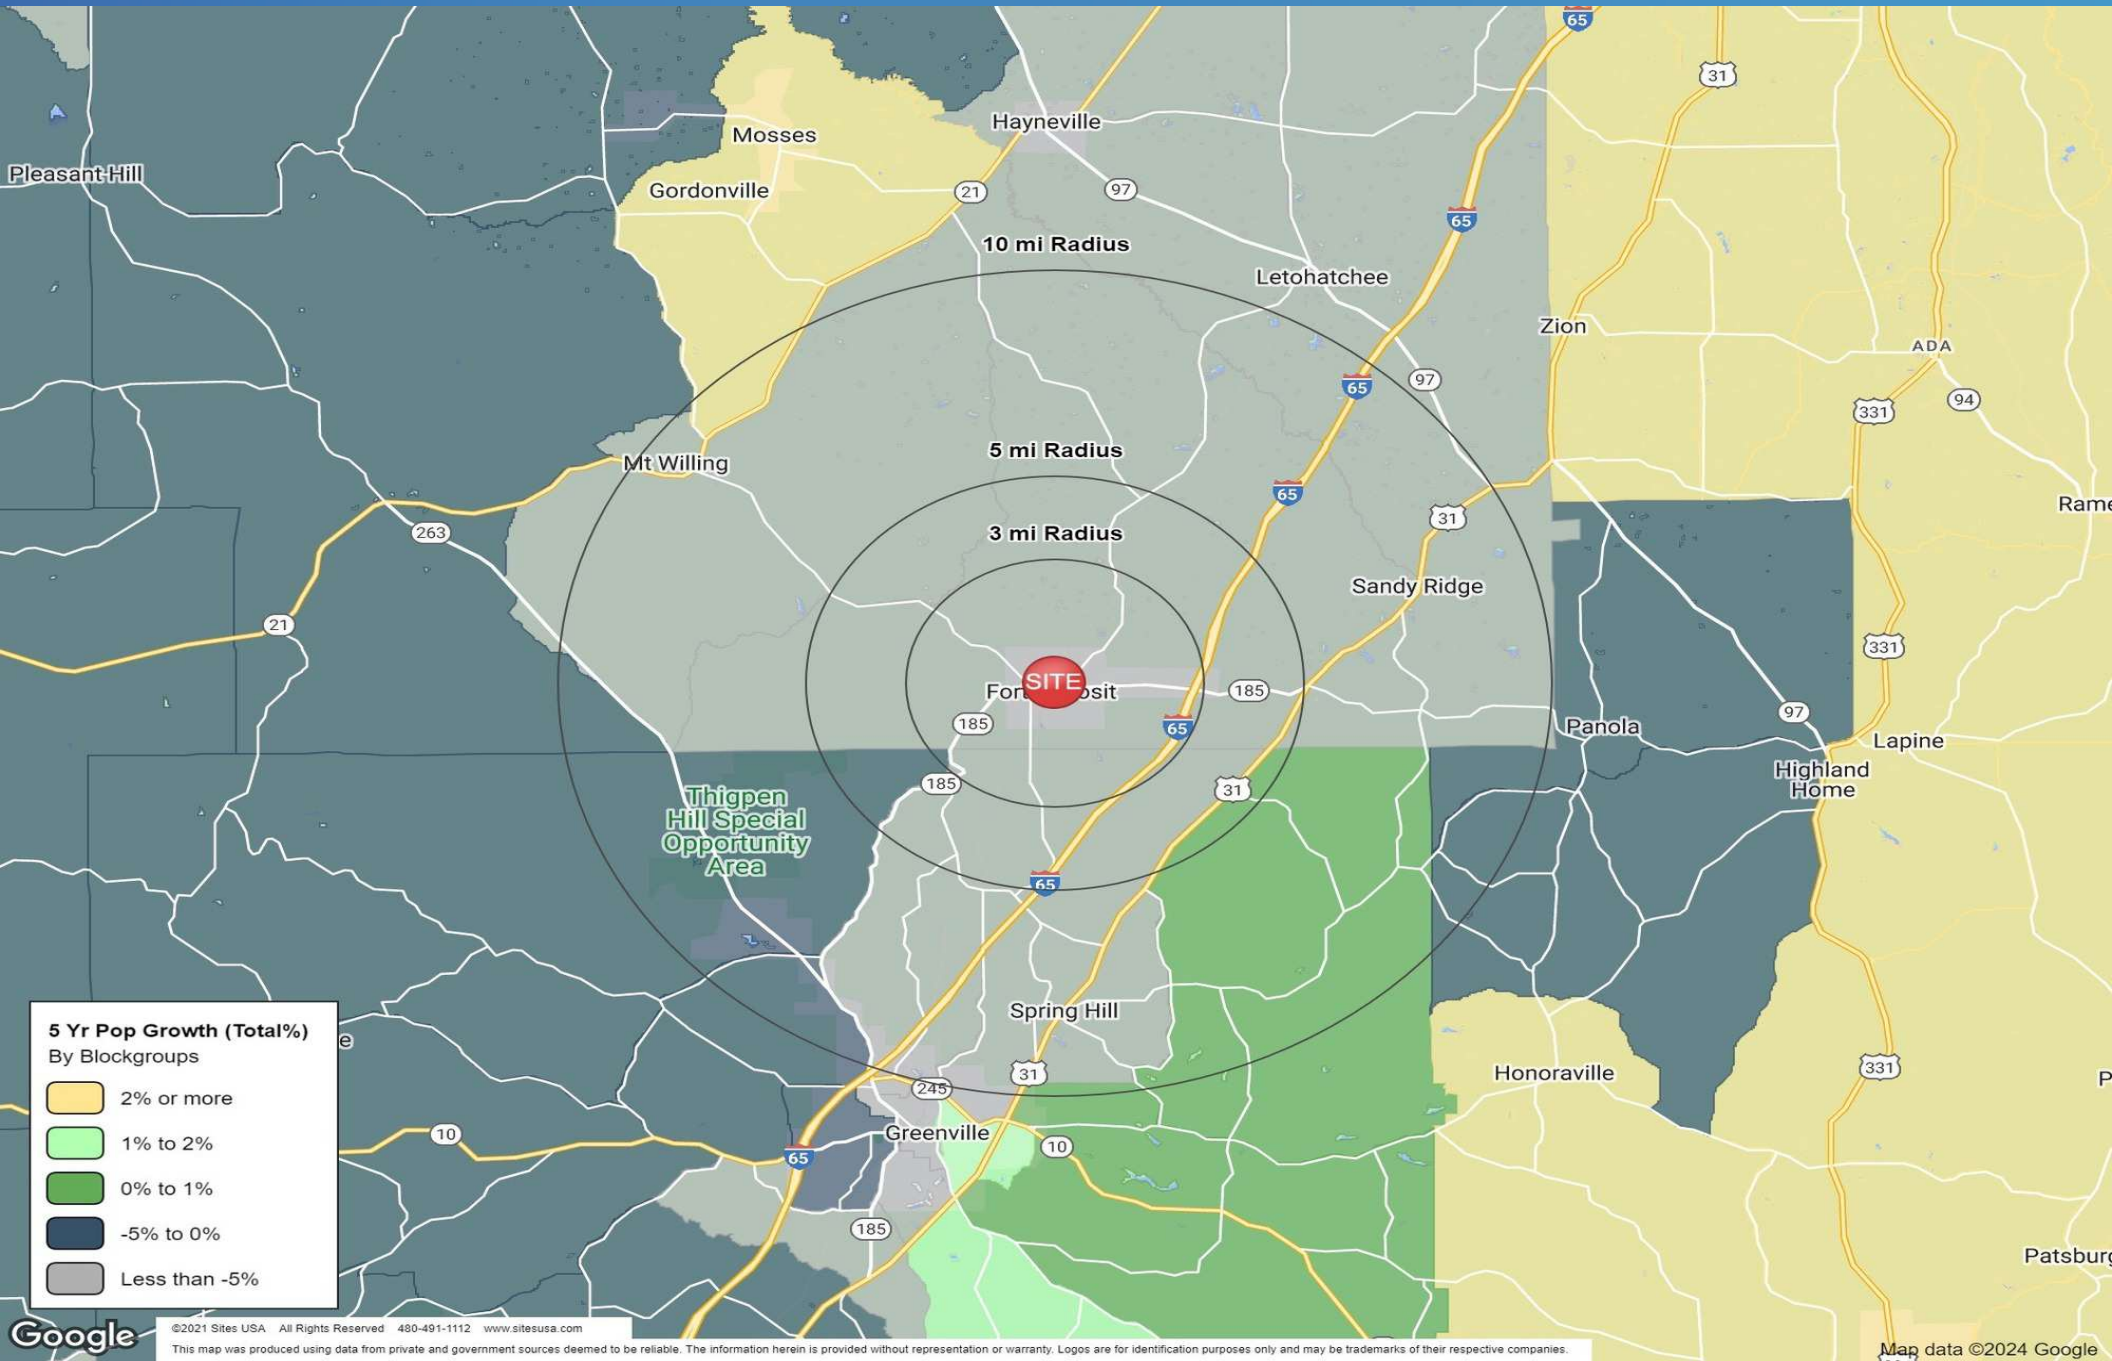 65
31
Mosses
Hayneville
Pleasant Hill
Gordonville
21
97
65
10 mi Radius
Letohatchee
Zion
ADA
65
97
94
331
5 mi Radius
Mt Willing
65
31
263
3 mi Radius
Sandy Ridge
21
331
SITE
185
185
65
97
Panola
Lapine
Highland
Home
185
31
Thigpen
Hill Special
Opportunity
Area
65
Spring Hill
31
245
Honoraville
331
Greenville
10
10
65
185
5 Yr Pop Growth (Total%)
By Blockgroups
2% or more
1% to 2%
0% to 1%
-5% to 0%
Less than -5%
Google
©2021 Sites USA All Rights Reserved 480-491-1112 www.sitesusa.com
This map was produced using data from private and government sources deemed to be reliable. The information herein is provided without representation or warranty. Logos are for identification purposes only and may be trademarks of their respective companies.
Map data ©2024 Google